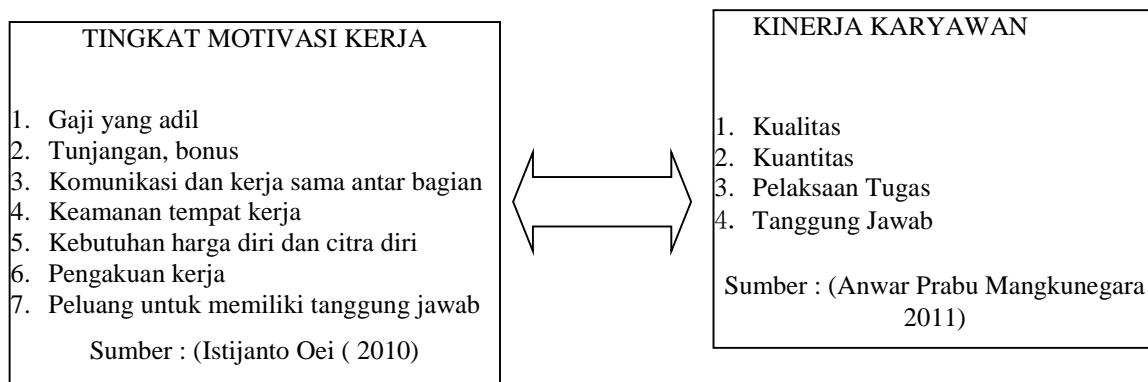 TINGKAT MOTIVASI KERJA
1. Gaji yang adil
2. Tunjangan, bonus
3. Komunikasi dan kerja sama antar bagian
4. Keamanan tempat kerja
5. Kebutuhan harga diri dan citra diri
6. Pengakuan kerja
7. Peluang untuk memiliki tanggung jawab
Sumber : (Istijanto Oei ( 2010)
KINERJA KARYAWAN
1. Kualitas
2. Kuantitas
3. Pelaksaan Tugas
4. Tanggung Jawab
Sumber : (Anwar Prabu Mangkunegara
2011)